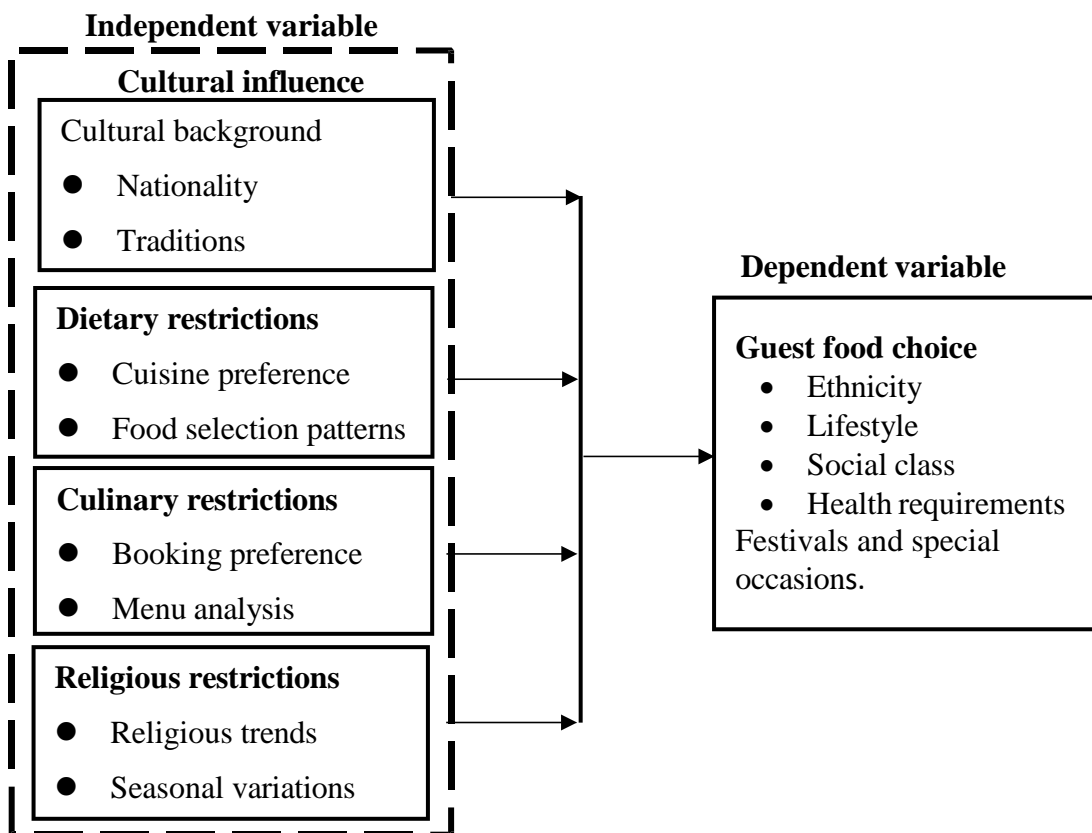 Independent variable
Cultural influence
Cultural background
● Nationality
● Traditions
Dietary restrictions
● Cuisine preference
● Food selection patterns
Culinary restrictions
● Booking preference
● Menu analysis
Religious restrictions
● Religious trends
● Seasonal variations
Dependent variable
Guest food choice
• Ethnicity
• Lifestyle
• Social class
• Health requirements
Festivals and special
occasions.